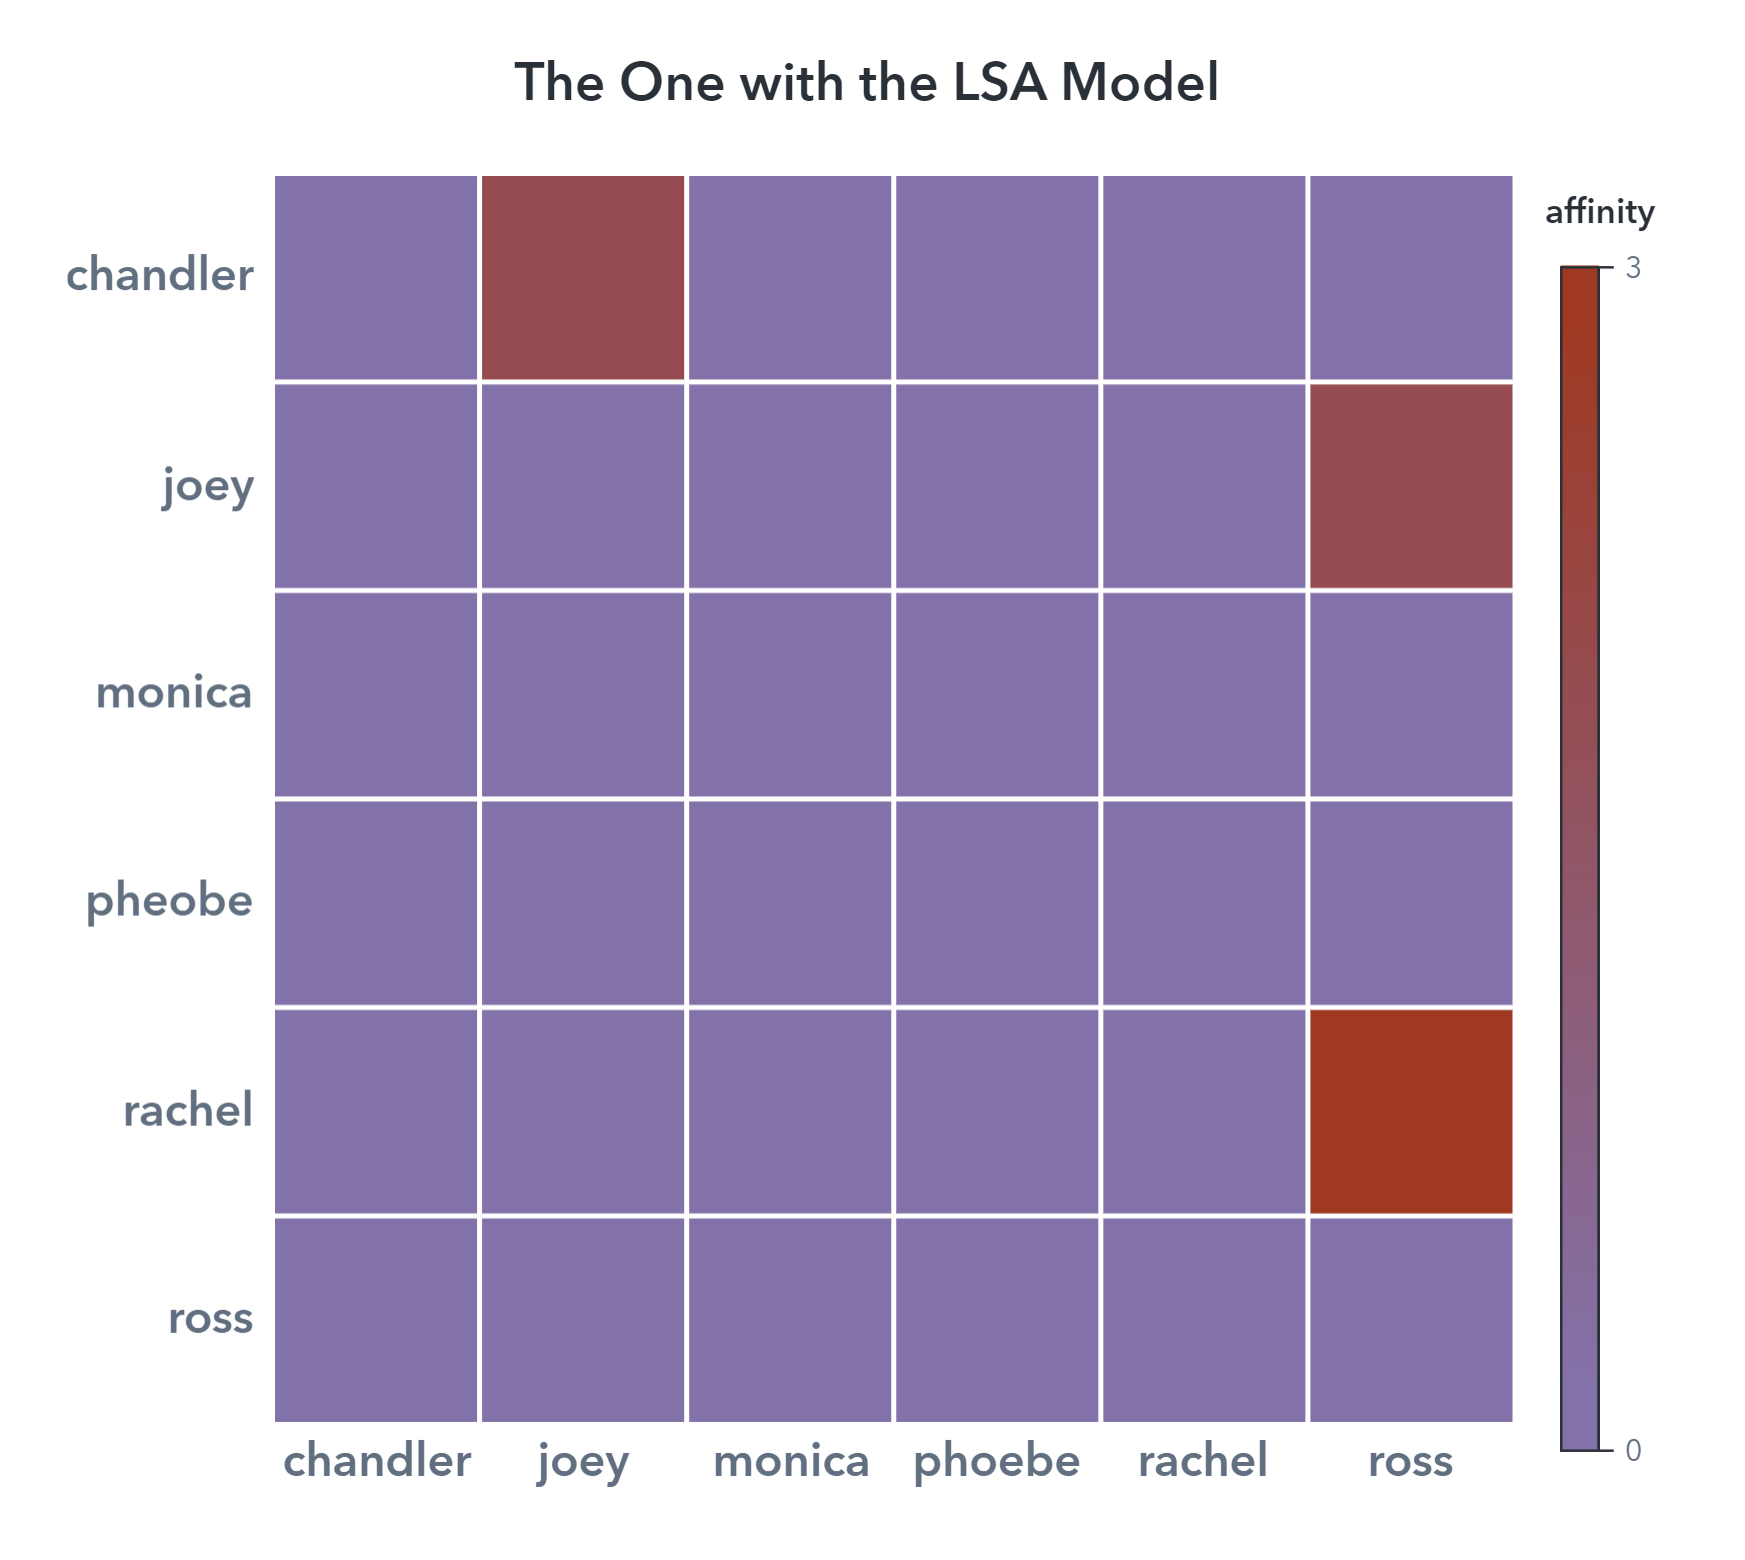 The One with the LSA Model
affinity
3
chandler
joey
monica
pheobe
rachel
ross
0
chandler joey monica phoebe rachel ross